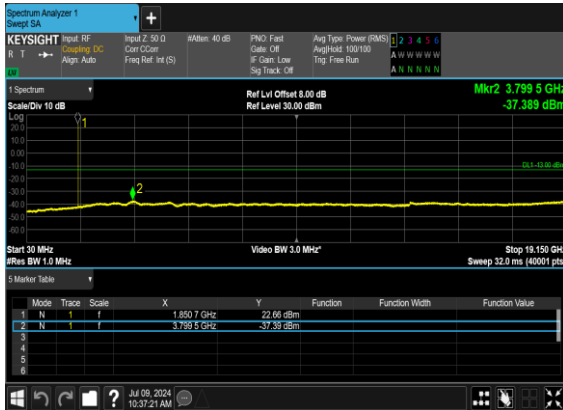 Spectrum Analyzer 1
Swept SA
KEYSIGHT Input: RF Input Z: 50 Ω #Atten: 40 dB PNO: Fast Avg Type: Power (RMS) 1 2 3 4 5 6
R T Coupling: DC Corr CCorr Gate: Off Avg|Hold: 100/100 A W W W W W
Align: Auto Freq Ref: Int (S) IF Gain: Low Trig: Free Run
LXI Sig Track: Off A N N N N N
1 Spectrum Ref Lvl Offset 8.00 dB Mkr2 3.799 5 GHz
Scale/Div 10 dB Ref Level 30.00 dBm -37.389 dBm
Log
1
20.0
10.0
0.00
-10.0
DL1 -13.00 dBm
-20.0
-30.0
2
-40.0
-50.0
-60.0
Start 30 MHz Video BW 3.0 MHz* Stop 19.150 GHz
#Res BW 1.0 MHz Sweep 32.0 ms (40001 pts)
5 Marker Table
Mode Trace Scale X Y Function Function Width Function Value
1 N 1 f 1.850 7 GHz 22.66 dBm
2 N 1 f 3.799 5 GHz -37.39 dBm
3
4
5
6
? Jul 09, 2024
10:37:21 AM